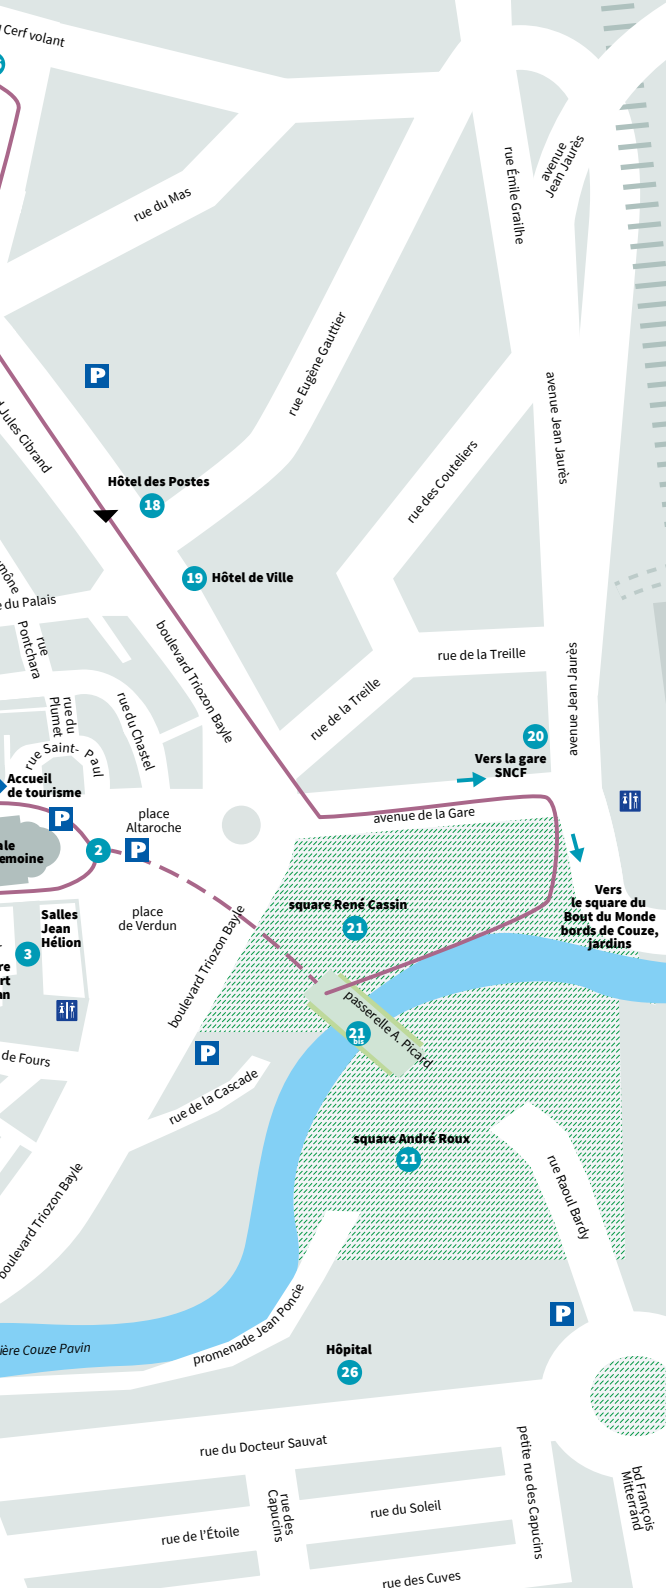 Cerf volant
avenue
Jean Jaurès
rue Émile Grailhe
rue du Mas
rue Eugène Gauttier
P
avenue Jean Jaurès
Jules Cibrand
rue des Couteliers
Hôtel des Postes
18
19 Hôtel de Ville
du Palais
rue
Pontchara
boulevard Triozon Bayle
rue de la Treille
rue de la Treille
avenue Jean Jaurès
rue du
Plumet
rue du Chastel
rue Saint-Paul
20
Vers la gare
SNCF
Accueil
de tourisme
P
place
Altaroche
avenue de la Gare
2
P
Vers
le square du
Bout du Monde
bords de Couze,
jardins
square René Cassin
21
Salles
Jean
Hélion
3
place
de Verdun
boulevard Triozon Bayle
passerelle A. Picard
21
bis
P
de Fours
rue de la Cascade
square André Roux
21
rue Raoul Bardy
boulevard Triozon Bayle
promenade Jean Poncie
P
Couze Pavin
Hôpital
26
rue du Docteur Sauvat
petite rue des Capucins
bd François
Mitterrand
rue des
Capucins
rue du Soleil
rue de l'Étoile
rue des Cuves